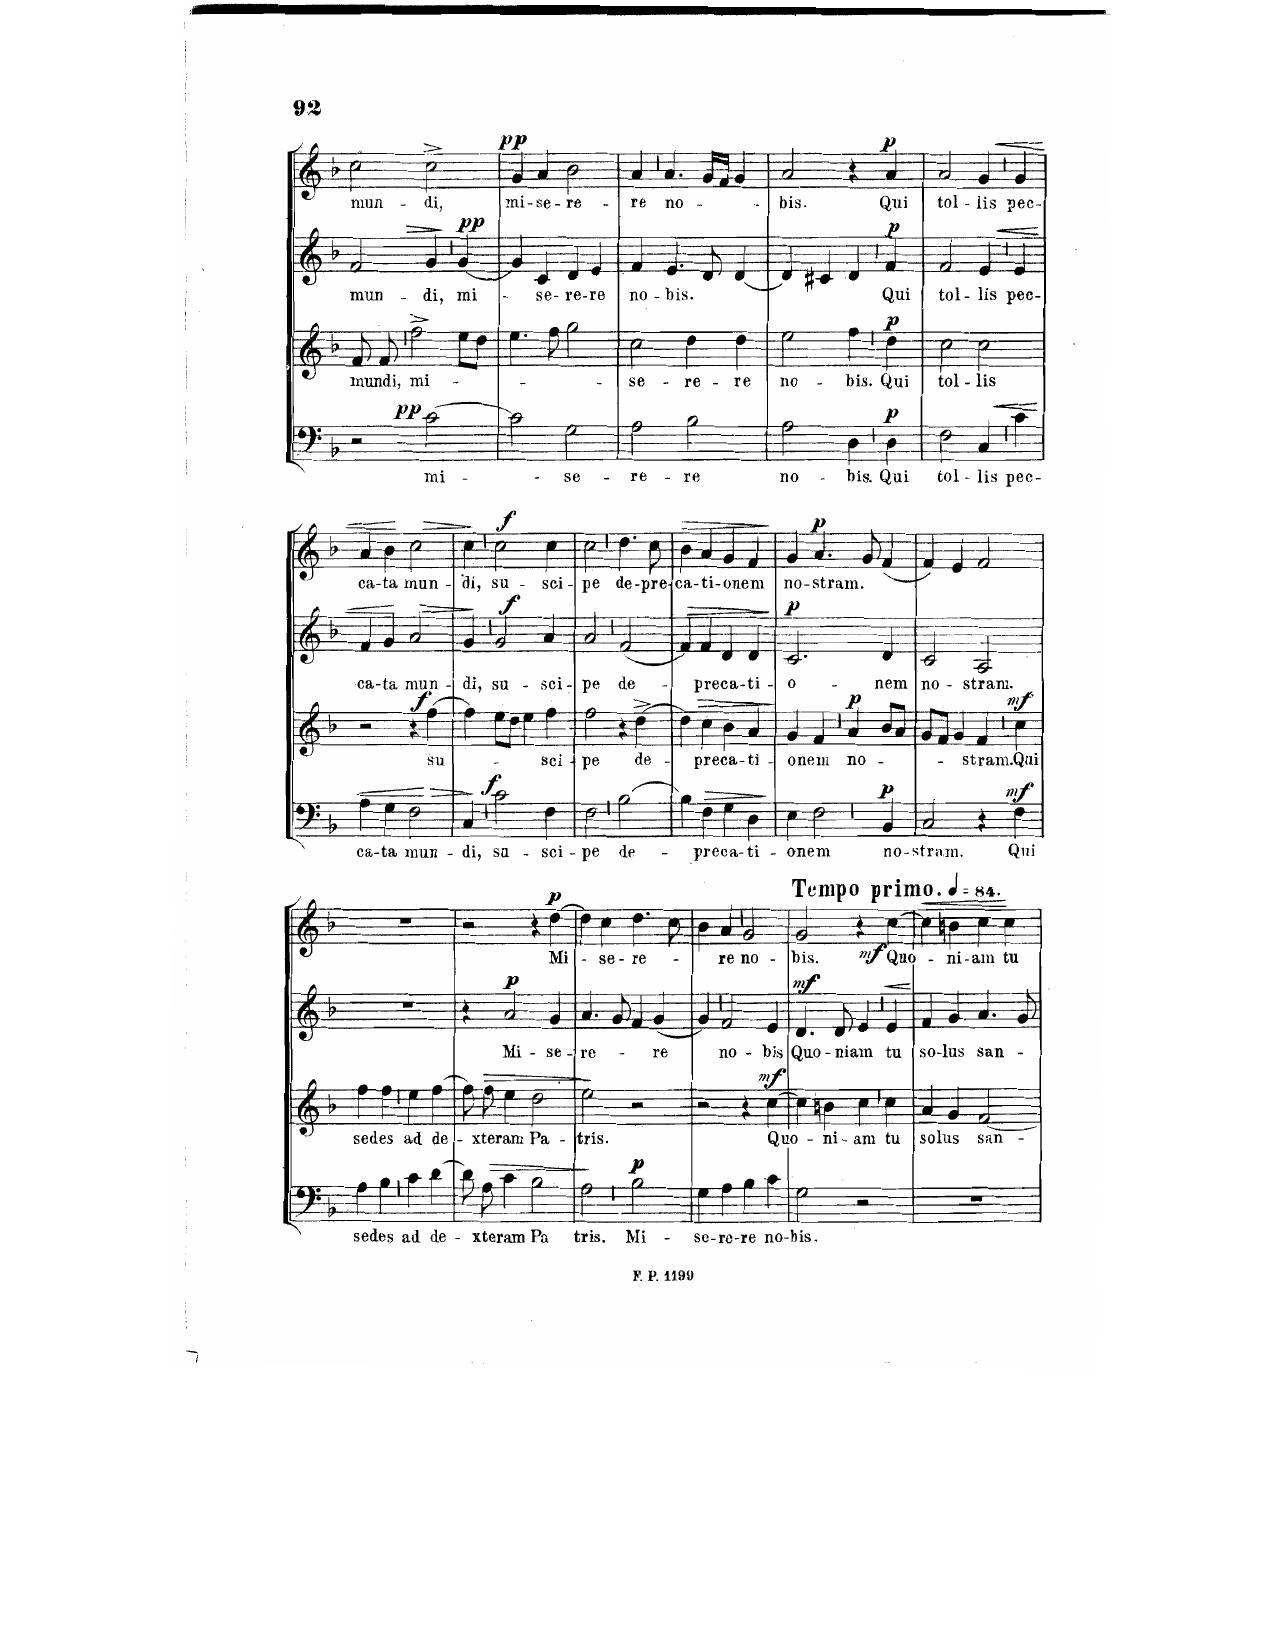 92
pp
mun - di, mi-se-re - re no - - bis. Qui tol - lis pec-
p
pp
mun - di, mi - se-re-re no-bis. Qui tol - lis pec-
p
mundi, mi - - se - re - re no - bis. Qui tol - lis
p
pp
mi - - se - re - re no - bis. Qui tol - lis pec-
p
f p
ca-ta mun - di, su - sci-pe de-pre-ca-ti-onem no-stram.
f p
ca-ta mun - di, su - sci-pe de - preca-ti - o - nem no - stram.
f p mf
su - - sci-pe de - preca-ti - onem no - - stram. Qui
f p mf
ca-ta mun - di, su - sci-pe de - preca-ti - onem no-stram. Qui
Tempo primo. ♩ = 84.
p mf
Mi - se-re - re no - bis. Quo - ni-am tu
p mf
Mi - se-re - re no - bis Quo-niam tu so-lus san -
mf
sedes ad de - xteram Pa - tris. Quo - ni-am tu solus san -
p
sedes ad de - xteram Pa tris. Mi - se-re-re no-bis.
F. P. 1199